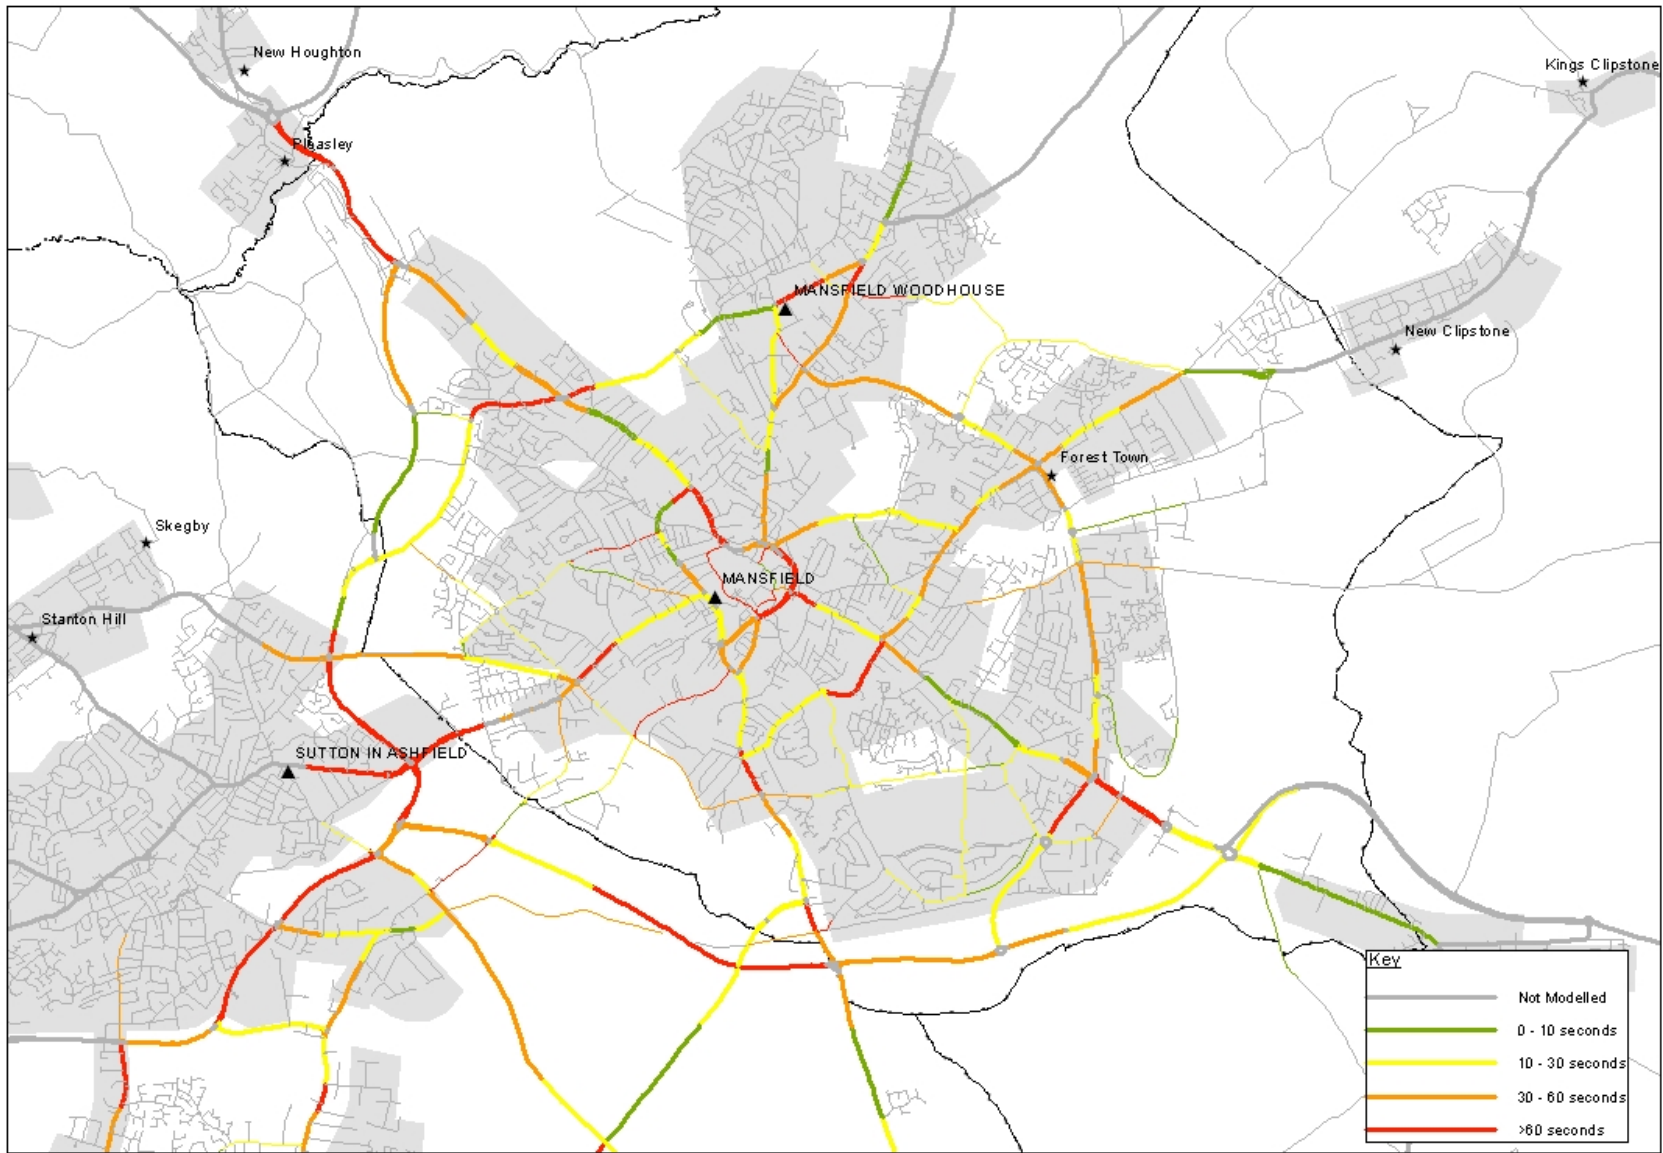 New Houghton
Kings Clipstone
Pleasley
MANSFIELD WOODHOUSE
New Clipstone
Forest Town
Skegby
MANSFIELD
Stanton Hill
SUTTON IN ASHFIELD
Key
Not Modelled
0 - 10 seconds
10 - 30 seconds
30 - 60 seconds
>60 seconds